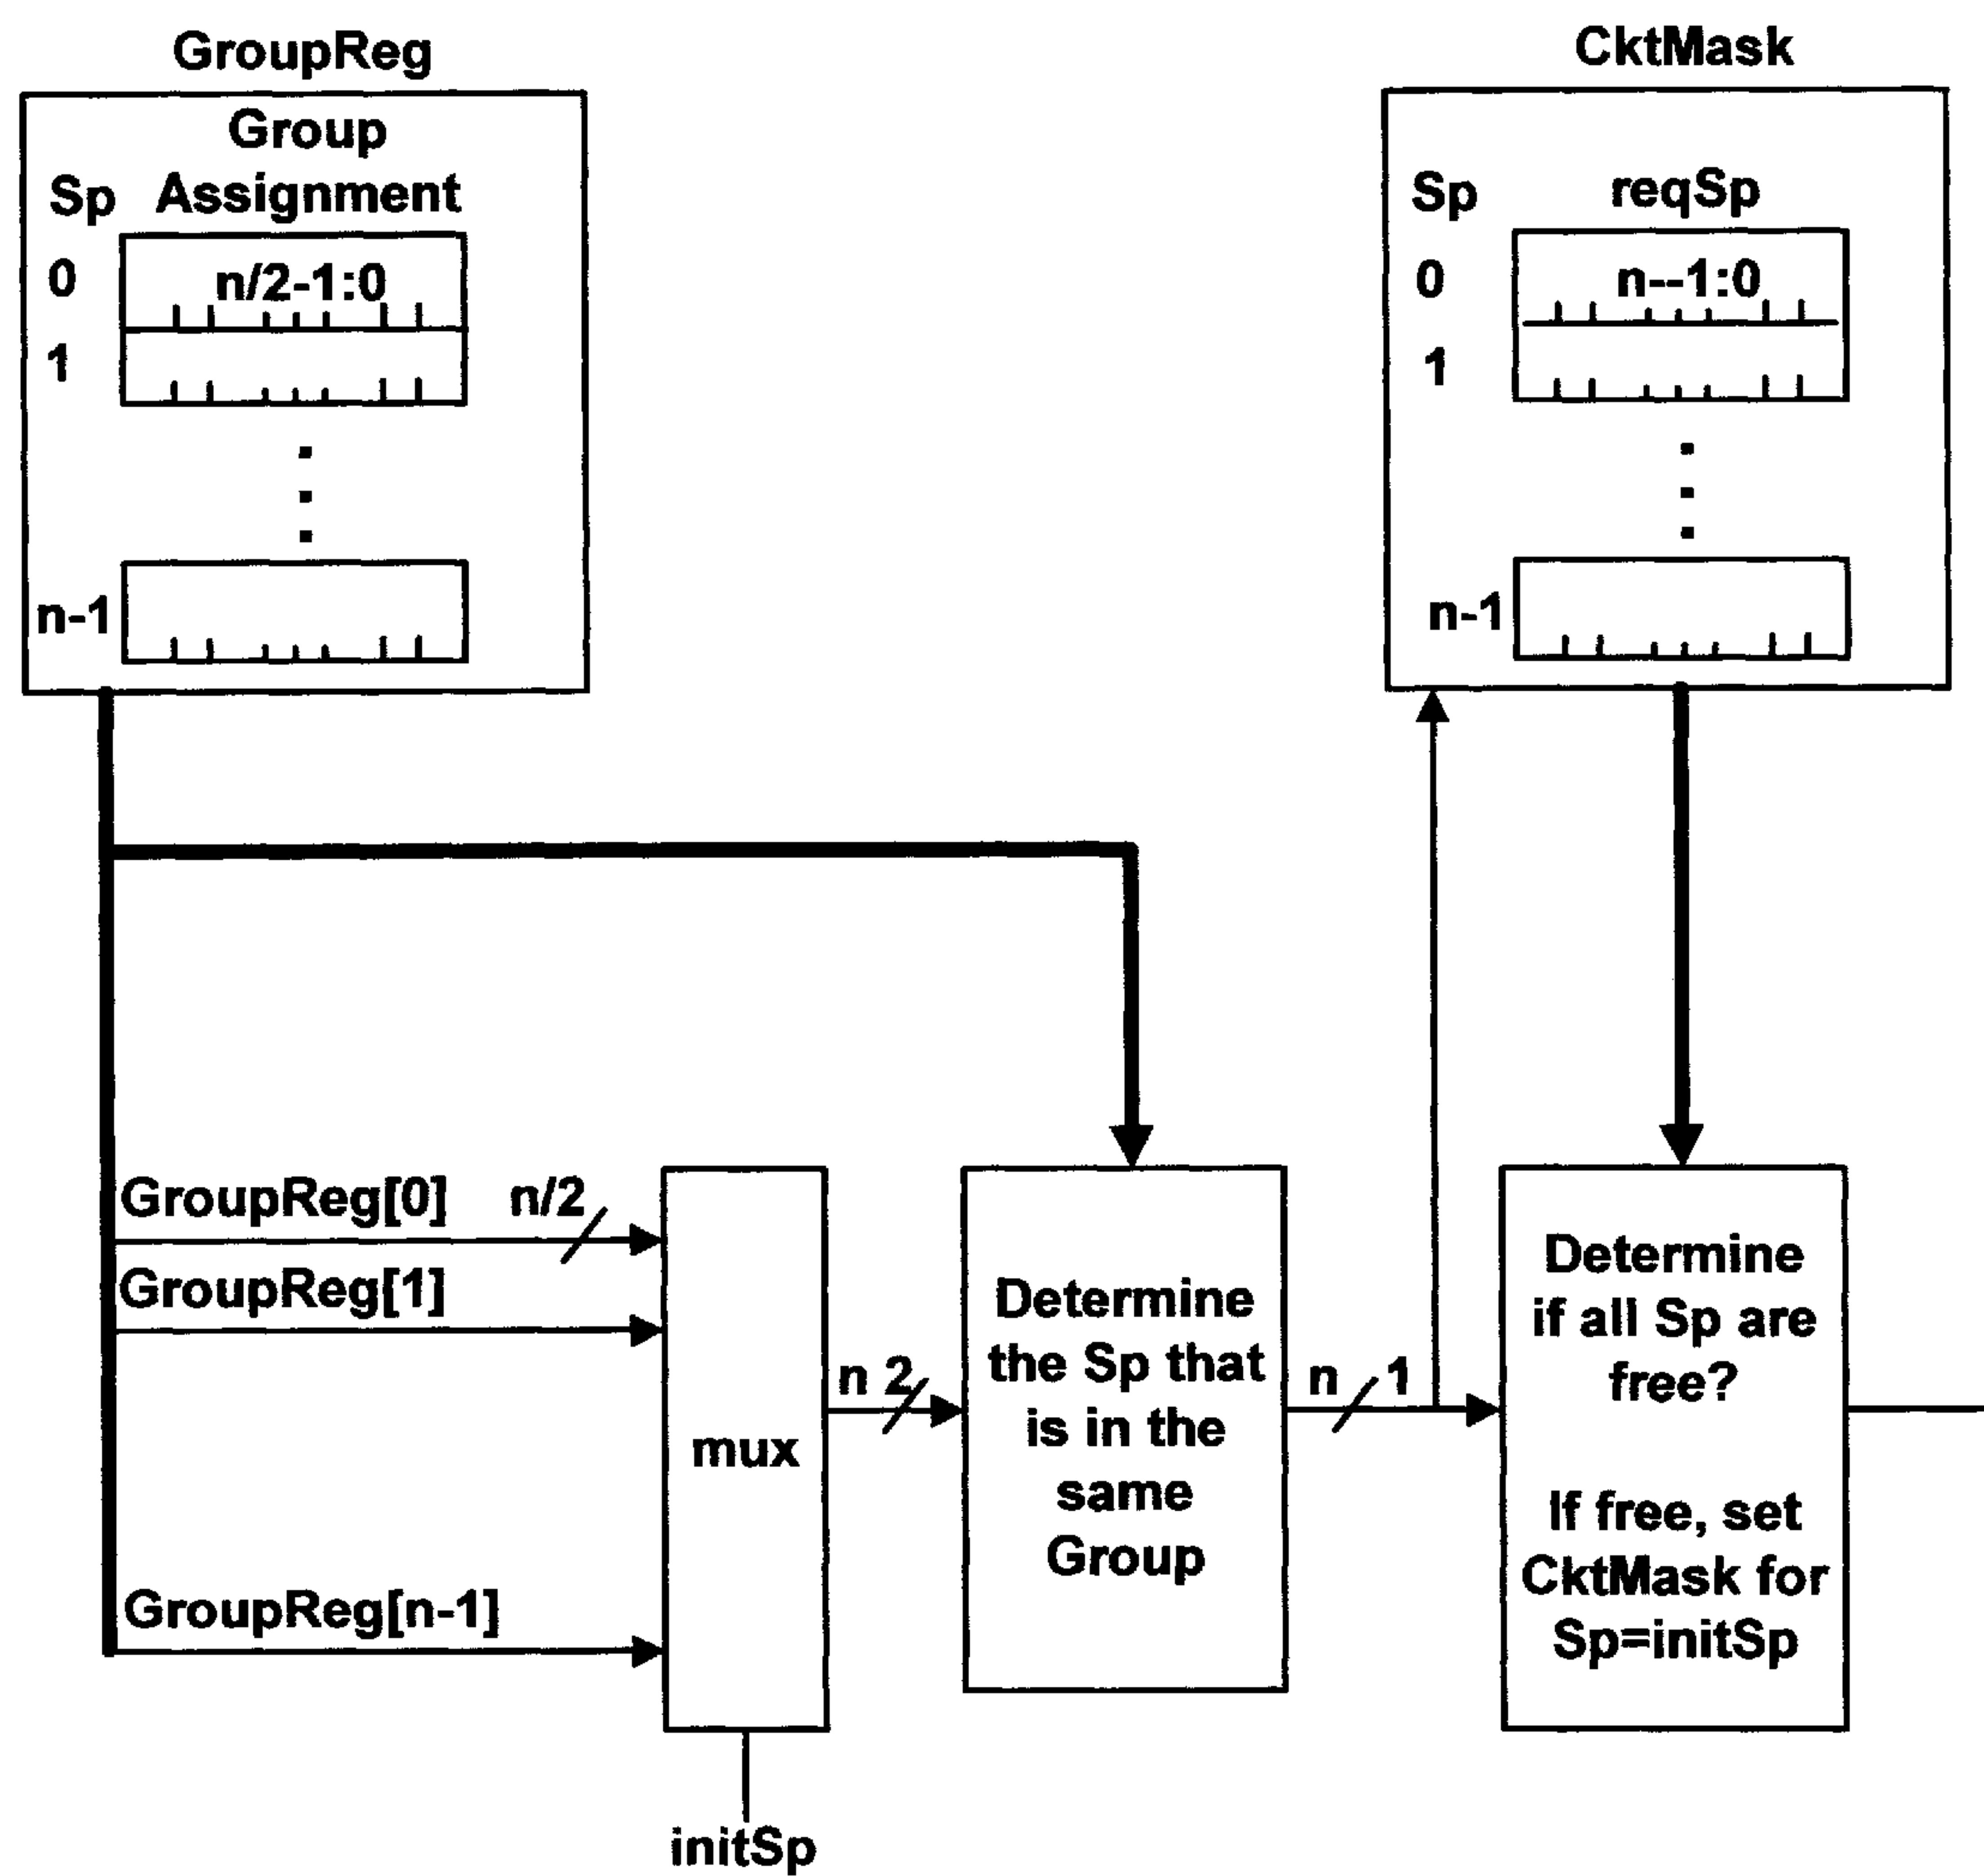 GroupReg
Group
Sp Assignment
0 n/2-1:0
1
n-1
CktMask
Sp reqSp
0 n--1:0
1
n-1
GroupReg[0] n/2
GroupReg[1]
GroupReg[n-1]
mux
initSp
n 2
Determine
the Sp that
is in the
same
Group
n 1
Determine
if all Sp are
free?
If free, set
CktMask for
Sp=initSp